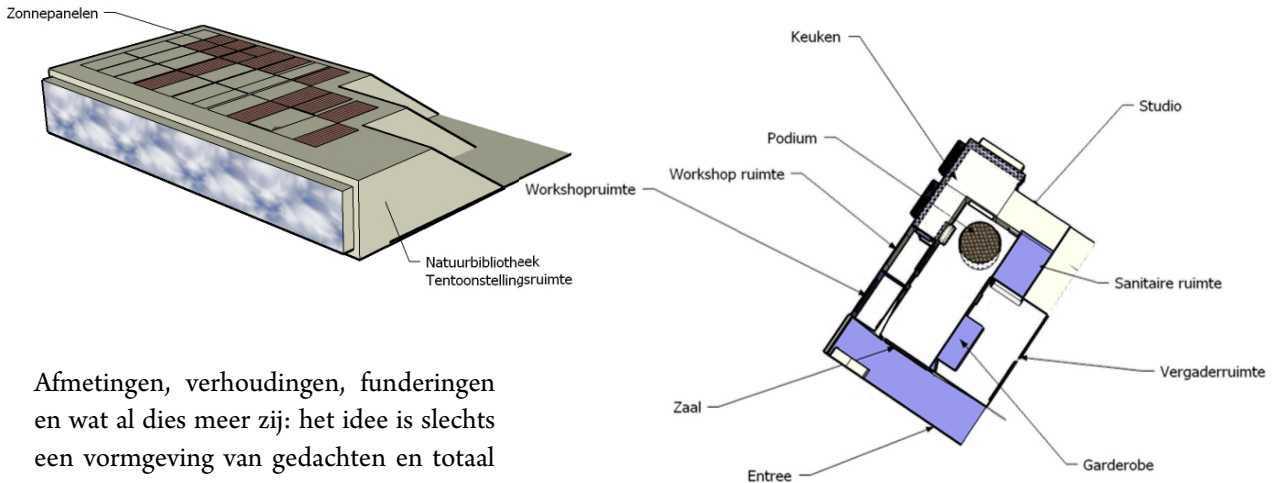 Zonnepanelen
Natuurbibliotheek
Tentoonstellingsruimte
Afmetingen, verhoudingen, funderingen
en wat al dies meer zij: het idee is slechts
een vormgeving van gedachten en totaal
Keuken
Studio
Podium
Workshop ruimte
Workshopruimte
Sanitaire ruimte
Vergaderruimte
Zaal
Garderobe
Entree